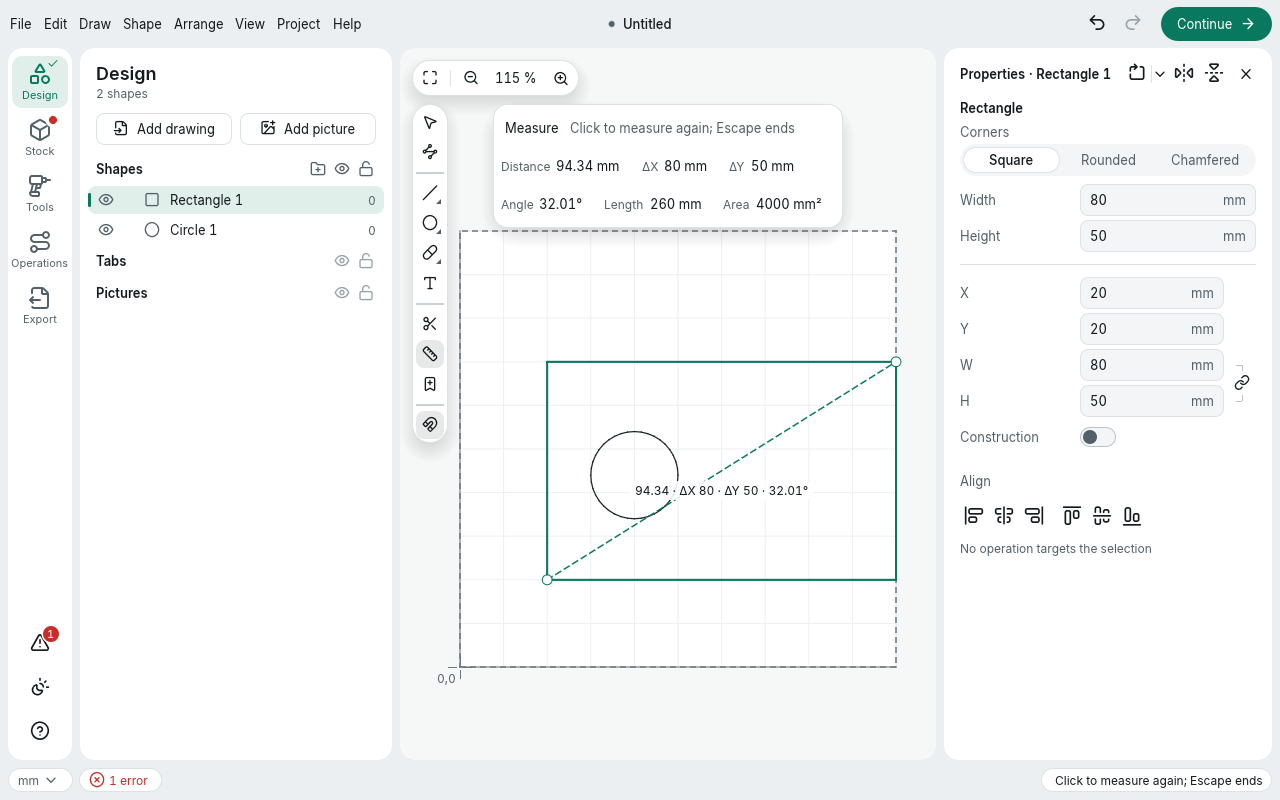 File Edit Draw Shape Arrange View Project Help
Untitled
Continue
Design
Stock
Tools
Operations
Export
1
Design
2 shapes
Add drawing
Add picture
Shapes
Rectangle 1 0
Circle 1 0
Tabs
Pictures
115 %
Measure Click to measure again; Escape ends
Distance 94.34 mm ΔX 80 mm ΔY 50 mm
Angle 32.01° Length 260 mm Area 4000 mm²
94.34 · ΔX 80 · ΔY 50 · 32.01°
0,0
Properties · Rectangle 1
Rectangle
Corners
Square Rounded Chamfered
Width 80 mm
Height 50 mm
X 20 mm
Y 20 mm
W 80 mm
H 50 mm
Construction
Align
No operation targets the selection
mm
1 error
Click to measure again; Escape ends